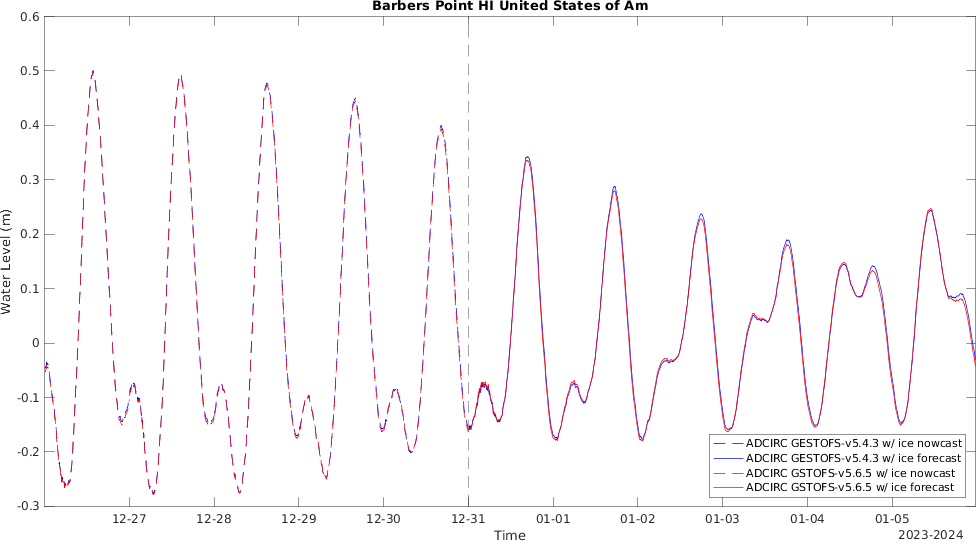 Barbers Point HI United States of Am
0.6
0.5
0.4
0.3
0.2
0.1
0
-0.1
-0.2
-0.3
Water Level (m)
ADCIRC GESTOFS-v5.4.3 w/ ice nowcast
ADCIRC GESTOFS-v5.4.3 w/ ice forecast
ADCIRC GSTOFS-v5.6.5 w/ ice nowcast
ADCIRC GSTOFS-v5.6.5 w/ ice forecast
12-27 12-28 12-29 12-30 12-31 01-01 01-02 01-03 01-04 01-05
Time
2023-2024